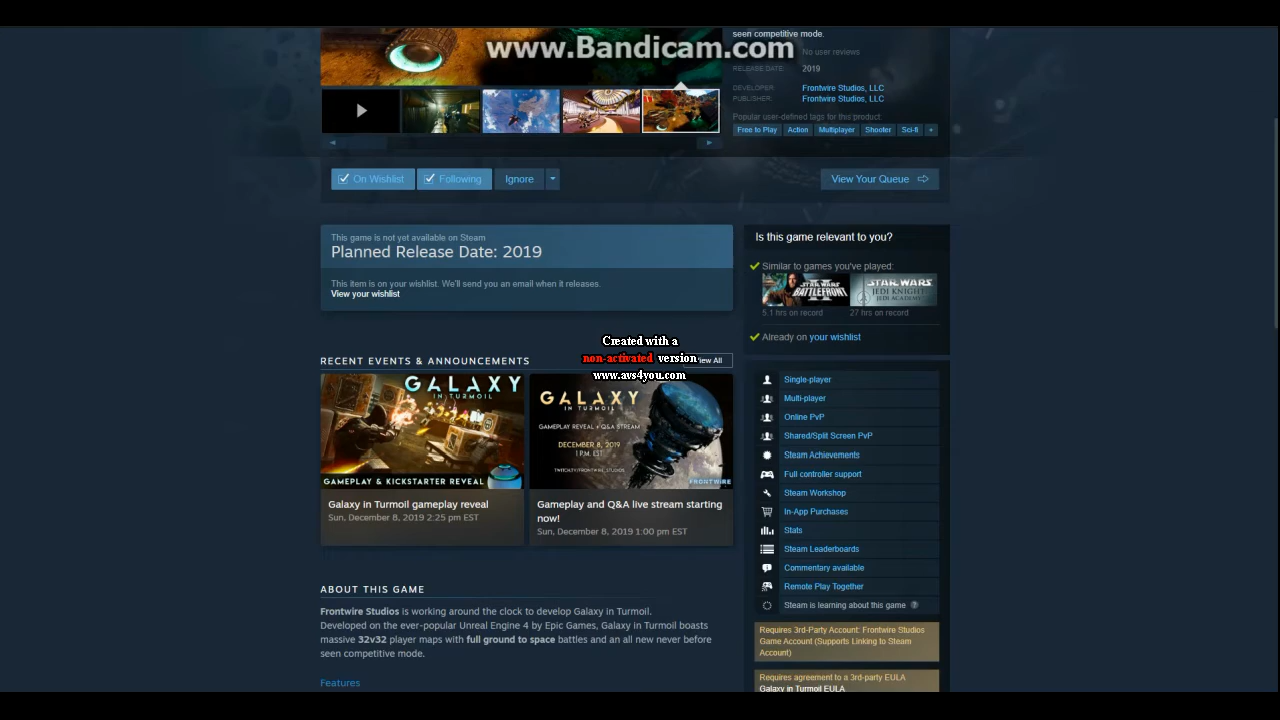 seen competitive mode.
www.Bandicam.com
No user reviews
RELEASE DATE: 2019
DEVELOPER: Frontwire Studios, LLC
PUBLISHER: Frontwire Studios, LLC
Popular user-defined tags for this product:
Free to Play Action Multiplayer Shooter Sci-fi +
On Wishlist Following Ignore View Your Queue
This game is not yet available on Steam
Planned Release Date: 2019
This item is on your wishlist. We'll send you an email when it releases.
View your wishlist
Created with a
non-activated version
www.avs4you.com
RECENT EVENTS & ANNOUNCEMENTS
View All
GALAXY
IN TURMOIL
GAMEPLAY & KICKSTARTER REVEAL
Galaxy in Turmoil gameplay reveal
Sun, December 8, 2019 2:25 pm EST
GALAXY
IN TURMOIL
GAMEPLAY REVEAL + Q&A STREAM
DECEMBER 8, 2019
1 P.M. EST
TWITCH.TV/FRONTWIRE_STUDIOS
FRONTWIRE
Gameplay and Q&A live stream starting
now!
Sun, December 8, 2019 1:00 pm EST
ABOUT THIS GAME
Frontwire Studios is working around the clock to develop Galaxy in Turmoil.
Developed on the ever-popular Unreal Engine 4 by Epic Games, Galaxy in Turmoil boasts
massive 32v32 player maps with full ground to space battles and an all new never before
seen competitive mode.
Features
Is this game relevant to you?
Similar to games you've played:
STAR WARS
BATTLEFRONT
II
STAR WARS
JEDI KNIGHT
JEDI ACADEMY
5.1 hrs on record 27 hrs on record
Already on your wishlist
Single-player
Multi-player
Online PvP
Shared/Split Screen PvP
Steam Achievements
Full controller support
Steam Workshop
In-App Purchases
Stats
Steam Leaderboards
Commentary available
Remote Play Together
Steam is learning about this game ?
Requires 3rd-Party Account: Frontwire Studios
Game Account (Supports Linking to Steam
Account)
Requires agreement to a 3rd-party EULA
Galaxy in Turmoil EULA